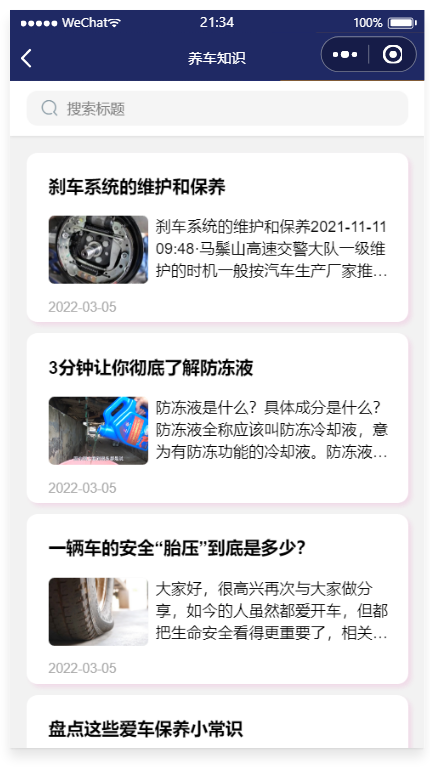 WeChat
21:34
100%
养车知识
搜索标题
刹车系统的维护和保养
刹车系统的维护和保养2021-11-11
09:48·马鬃山高速交警大队一级维
护的时机一般按汽车生产厂家推…
2022-03-05
3分钟让你彻底了解防冻液
防冻液是什么？具体成分是什么？
防冻液全称应该叫防冻冷却液，意
为有防冻功能的冷却液。防冻液…
2022-03-05
一辆车的安全“胎压”到底是多少？
大家好，很高兴再次与大家做分
享，如今的人虽然都爱开车，但都
把生命安全看得更重要了，相关…
2022-03-05
盘点这些爱车保养小常识